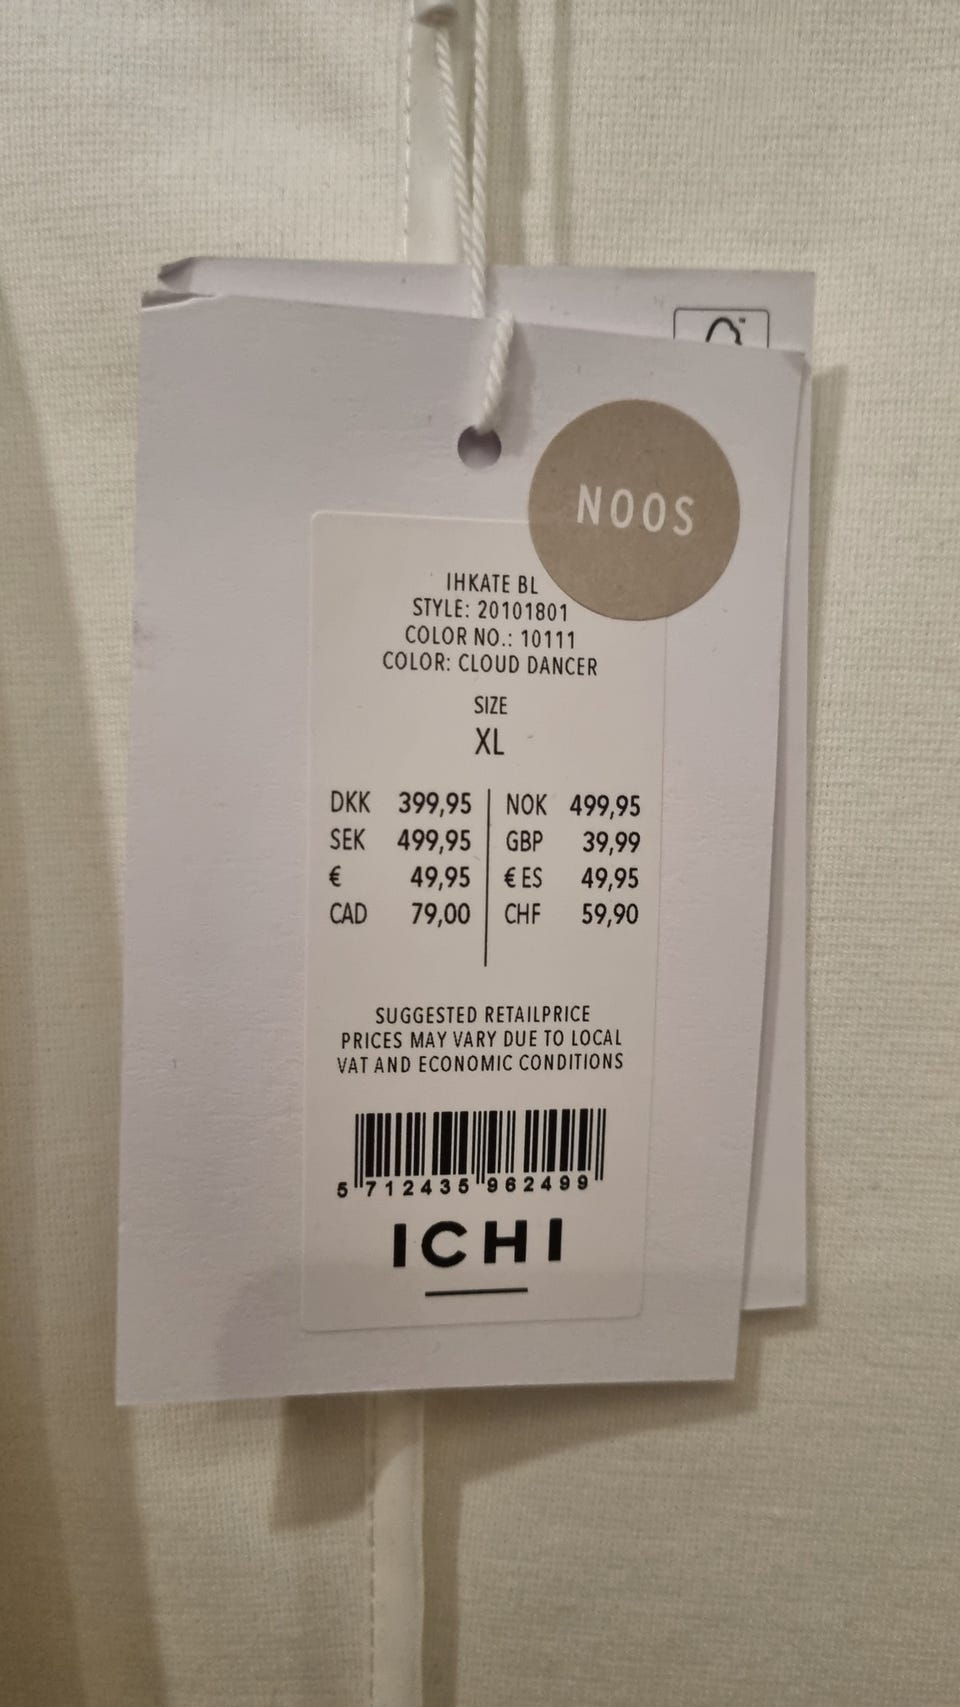 NOOS
IHKATE BL
STYLE: 20101801
COLOR NO.: 10111
COLOR: CLOUD DANCER
SIZE
XL
DKK 399,95 NOK 499,95
SEK 499,95 GBP 39,99
€ 49,95 € ES 49,95
CAD 79,00 CHF 59,90
SUGGESTED RETAILPRICE
PRICES MAY VARY DUE TO LOCAL
VAT AND ECONOMIC CONDITIONS
5 712435 962499
ICHI